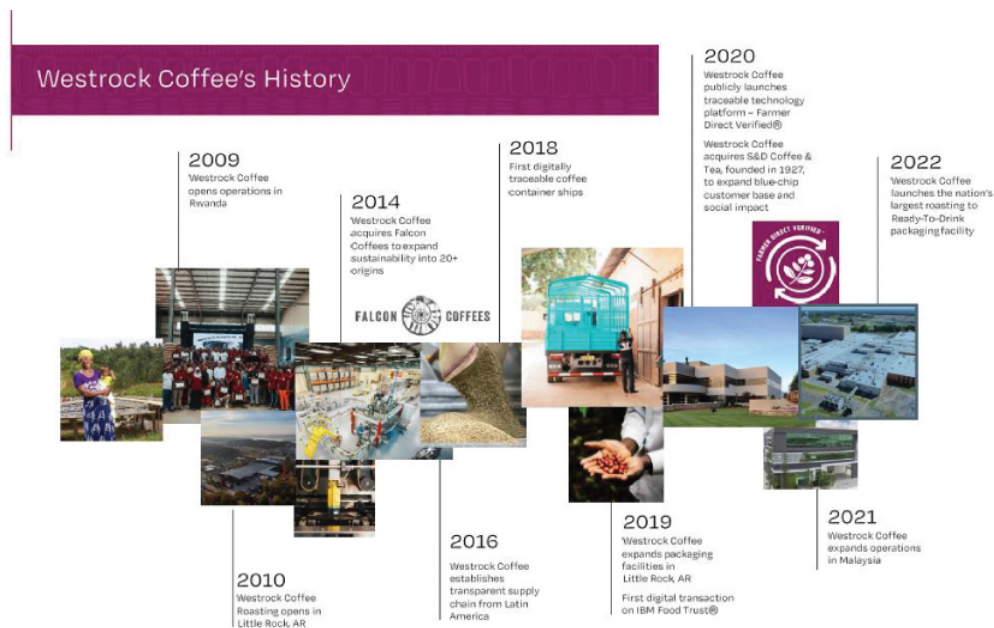 Westrock Coffee's History
2009
Westrock Coffee
opens operations in
Rwanda
2010
Westrock Coffee
Roasting opens in
Little Rock, AR
2014
Westrock Coffee
acquires Falcon
Coffees to expand
sustainability into 20+
origins
FALCON COFFEES
2016
Westrock Coffee
establishes
transparent supply
chain from Latin
America
2018
First digitally
traceable coffee
container ships
2019
Westrock Coffee
expands packaging
facilities in
Little Rock, AR
First digital transaction
on IBM Food Trust®
2020
Westrock Coffee
publicly launches
traceable technology
platform – Farmer
Direct Verified®
Westrock Coffee
acquires S&D Coffee &
Tea, founded in 1927,
to expand blue-chip
customer base and
social impact
FARMER DIRECT VERIFIED™
2021
Westrock Coffee
expands operations
in Malaysia
2022
Westrock Coffee
launches the nation's
largest roasting to
Ready-To-Drink
packaging facility